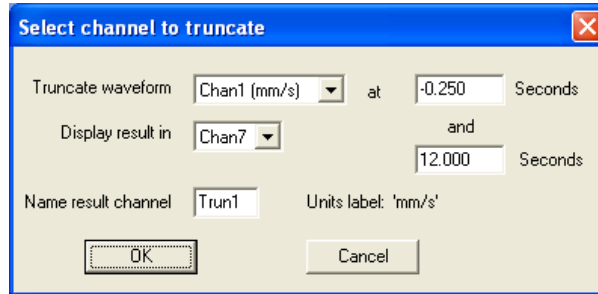 Select channel to truncate
Truncate waveform Chan1 (mm/s) at -0.250 Seconds
Display result in Chan7 and
12.000 Seconds
Name result channel Trun1 Units label: 'mm/s'
OK Cancel